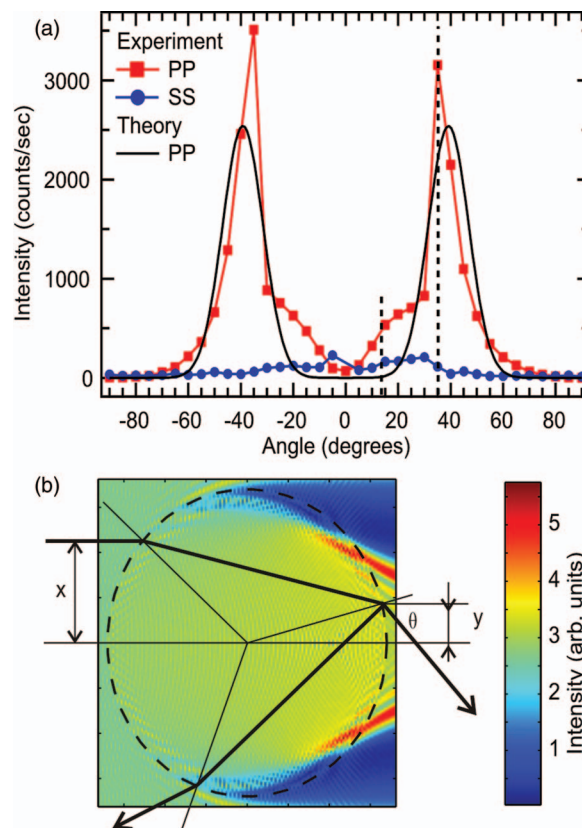 (a)
Experiment
PP
SS
Theory
PP
Intensity (counts/sec)
3000
2000
1000
0
-80 -60 -40 -20 0 20 40 60 80
Angle (degrees)
(b)
x
θ
y
5
4
3
2
1
Intensity (arb. units)